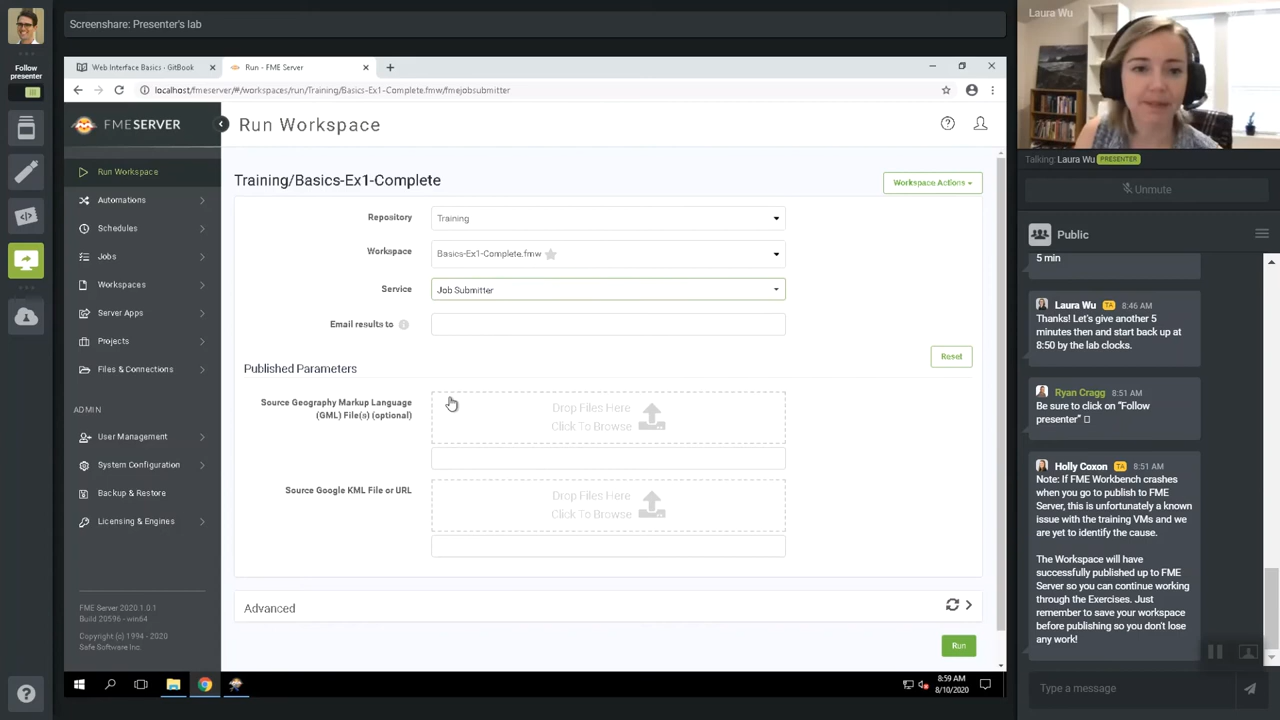 Screenshare: Presenter's lab
Laura Wu
Follow
presenter
Web Interface Basics · GitBook
Run - FME Server
localhost/fmeserver/#/workspaces/run/Training/Basics-Ex1-Complete.fmw/fmejobsubmitter
FMESERVER
Run Workspace
Run Workspace
Automations
Schedules
Jobs
Workspaces
Server Apps
Projects
Files & Connections
ADMIN
User Management
System Configuration
Backup & Restore
Licensing & Engines
FME Server 2020.1.0.1
Build 20596 - win64
Copyright (c) 1994 - 2020
Safe Software Inc.
Training/Basics-Ex1-Complete
Workspace Actions
Repository
Training
Workspace
Basics-Ex1-Complete.fmw
Service
Job Submitter
Email results to
Reset
Published Parameters
Source Geography Markup Language
(GML) File(s) (optional)
Drop Files Here
Click To Browse
Source Google KML File or URL
Drop Files Here
Click To Browse
Advanced
Run
8:59 AM
8/10/2020
Talking: Laura Wu PRESENTER
Unmute
Public
5 min
Laura Wu TA 8:46 AM
Thanks! Let's give another 5
minutes then and start back up at
8:50 by the lab clocks.
Ryan Cragg 8:51 AM
Be sure to click on "Follow
presenter"
Holly Coxon TA 8:51 AM
Note: If FME Workbench crashes
when you go to publish to FME
Server, this is unfortunately a known
issue with the training VMs and we
are yet to identify the cause.
The Workspace will have
successfully published up to FME
Server so you can continue working
through the Exercises. Just
remember to save your workspace
before publishing so you don't lose
any work!
Type a message